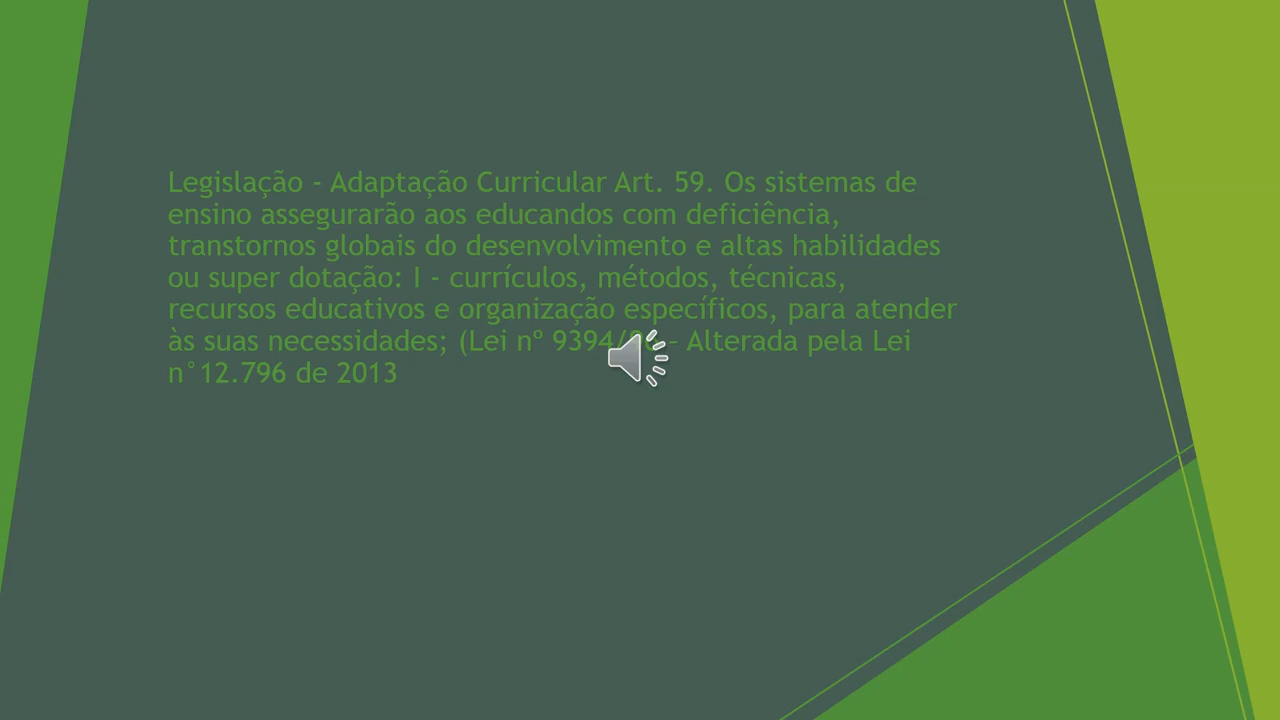 Legislação - Adaptação Curricular Art. 59. Os sistemas de
ensino assegurarão aos educandos com deficiência,
transtornos globais do desenvolvimento e altas habilidades
ou super dotação: I - currículos, métodos, técnicas,
recursos educativos e organização específicos, para atender
às suas necessidades; (Lei nº 9394/ – Alterada pela Lei
n°12.796 de 2013